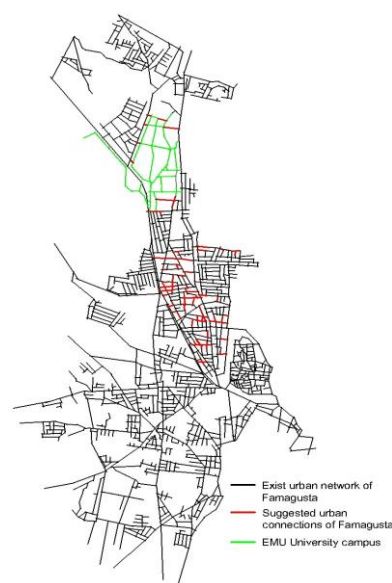 Exist urban network of
Famagusta
Suggested urban
connections of Famagusta
EMU University campus